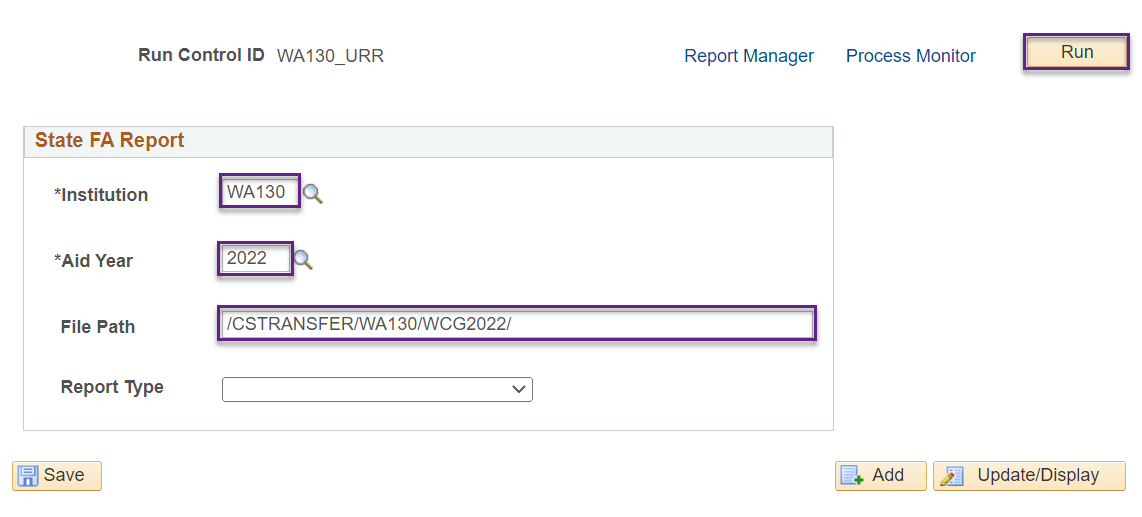 Run Control ID WA130_URR Report Manager Process Monitor Run
State FA Report
*Institution WA130
*Aid Year 2022
File Path /CSTRANSFER/WA130/WCG2022/
Report Type
Save Add Update/Display